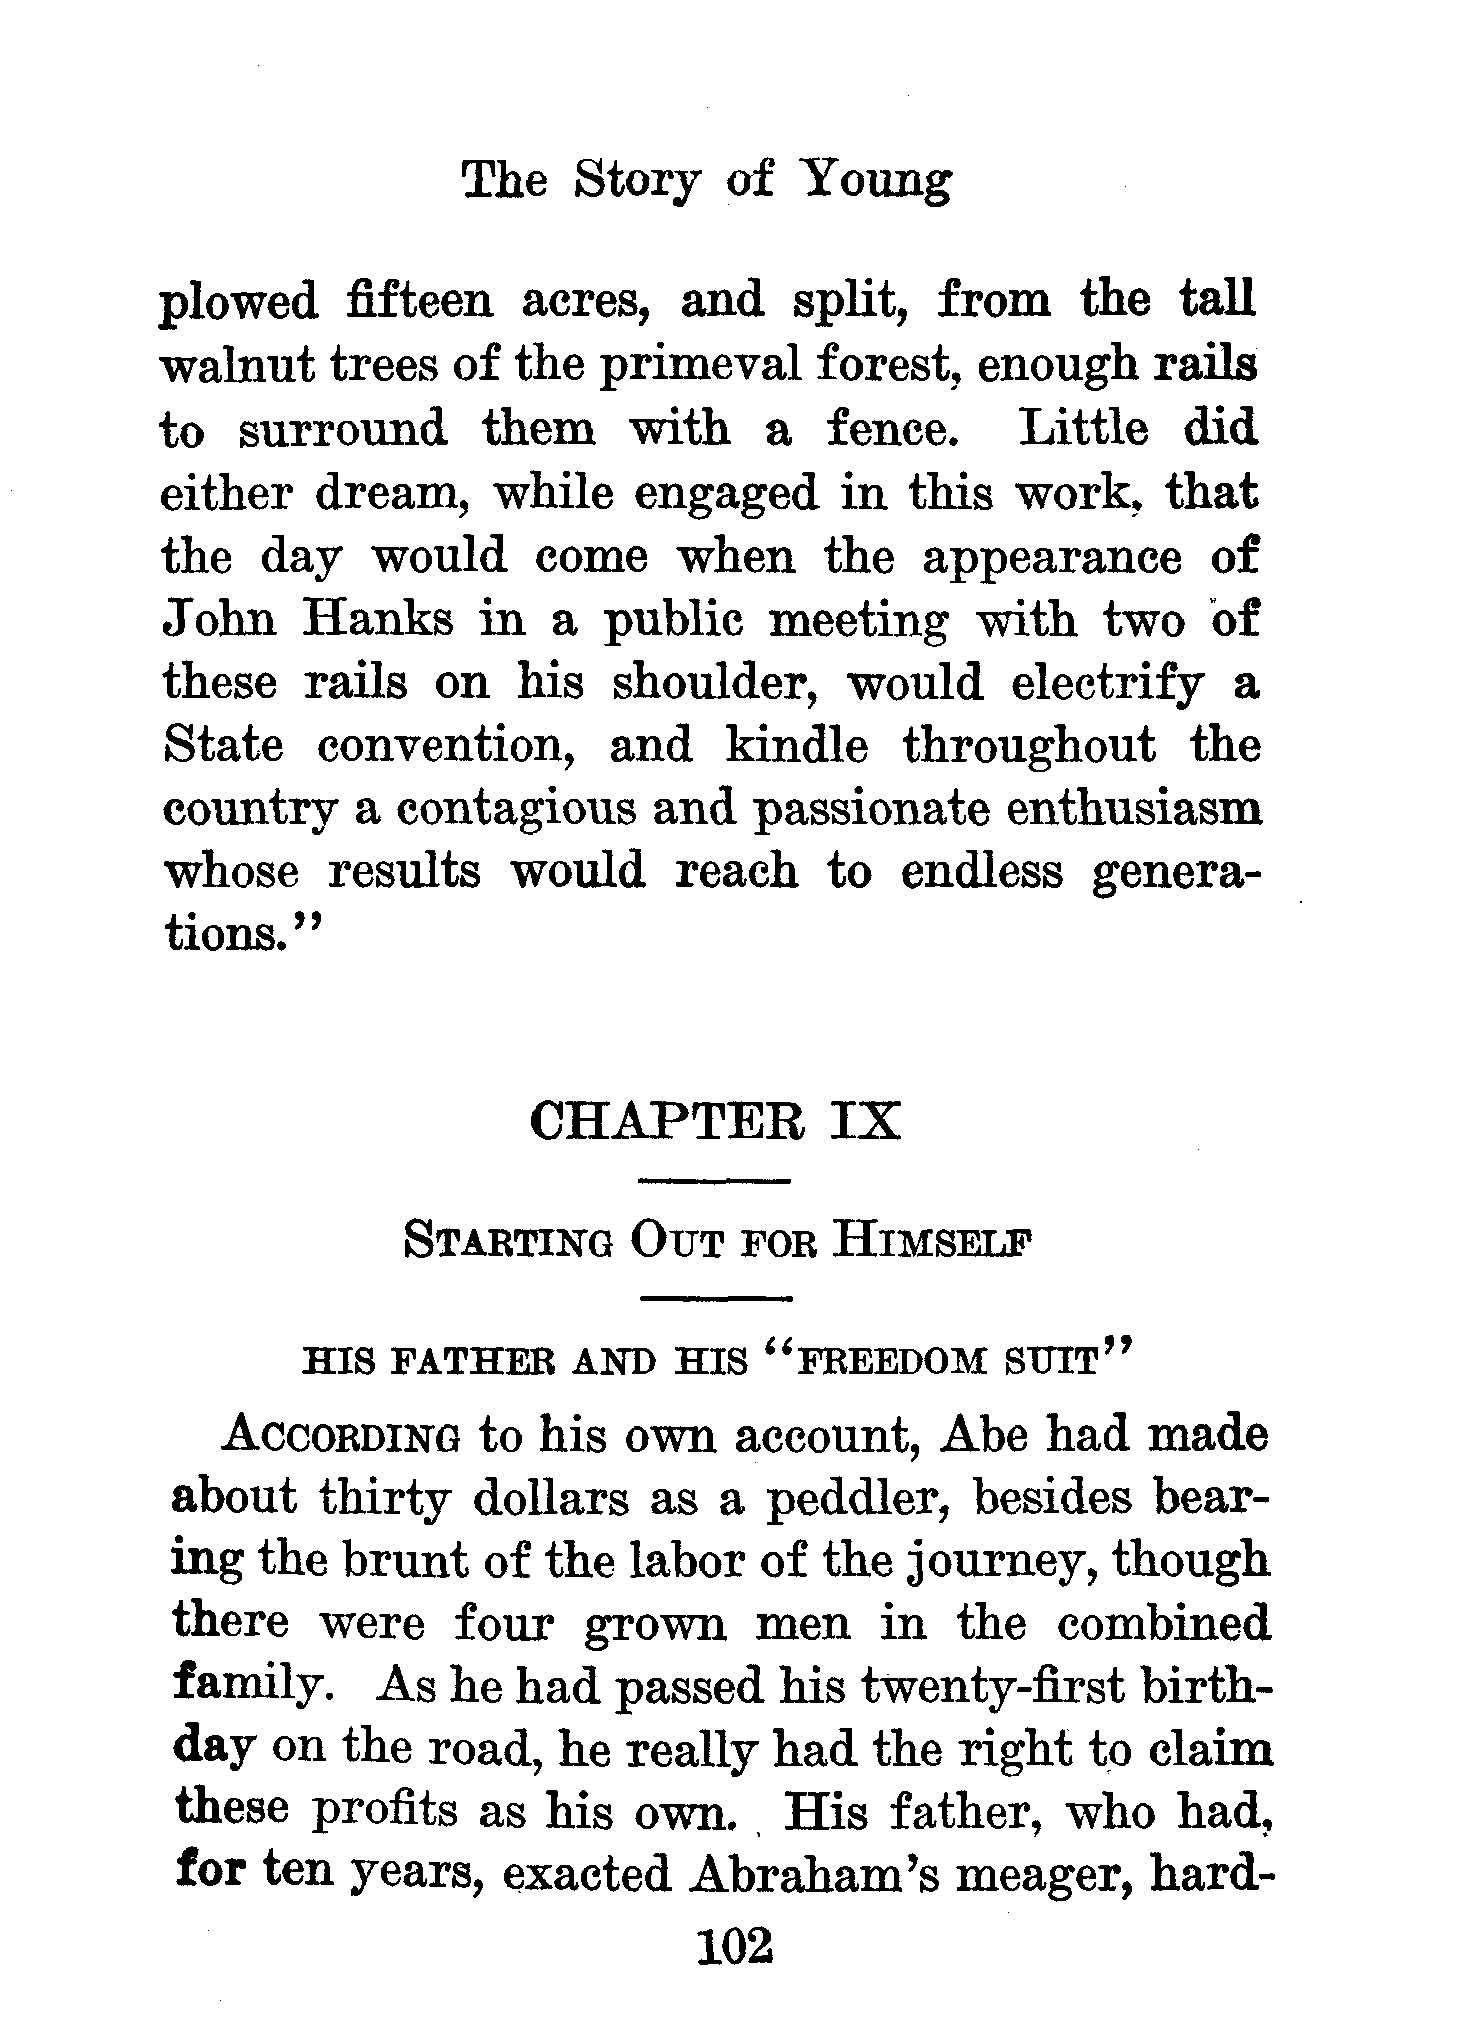 The Story of Young
plowed fifteen acres, and split, from the tall
walnut trees of the primeval forest, enough rails
to surround them with a fence. Little did
either dream, while engaged in this work, that
the day would come when the appearance of
John Hanks in a public meeting with two of
these rails on his shoulder, would electrify a
State convention, and kindle throughout the
country a contagious and passionate enthusiasm
whose results would reach to endless genera-
tions."
CHAPTER IX
STARTING OUT FOR HIMSELF
HIS FATHER AND HIS "FREEDOM SUIT"
ACCORDING to his own account, Abe had made
about thirty dollars as a peddler, besides bear-
ing the brunt of the labor of the journey, though
there were four grown men in the combined
family. As he had passed his twenty-first birth-
day on the road, he really had the right to claim
these profits as his own. His father, who had,
for ten years, exacted Abraham's meager, hard-
102